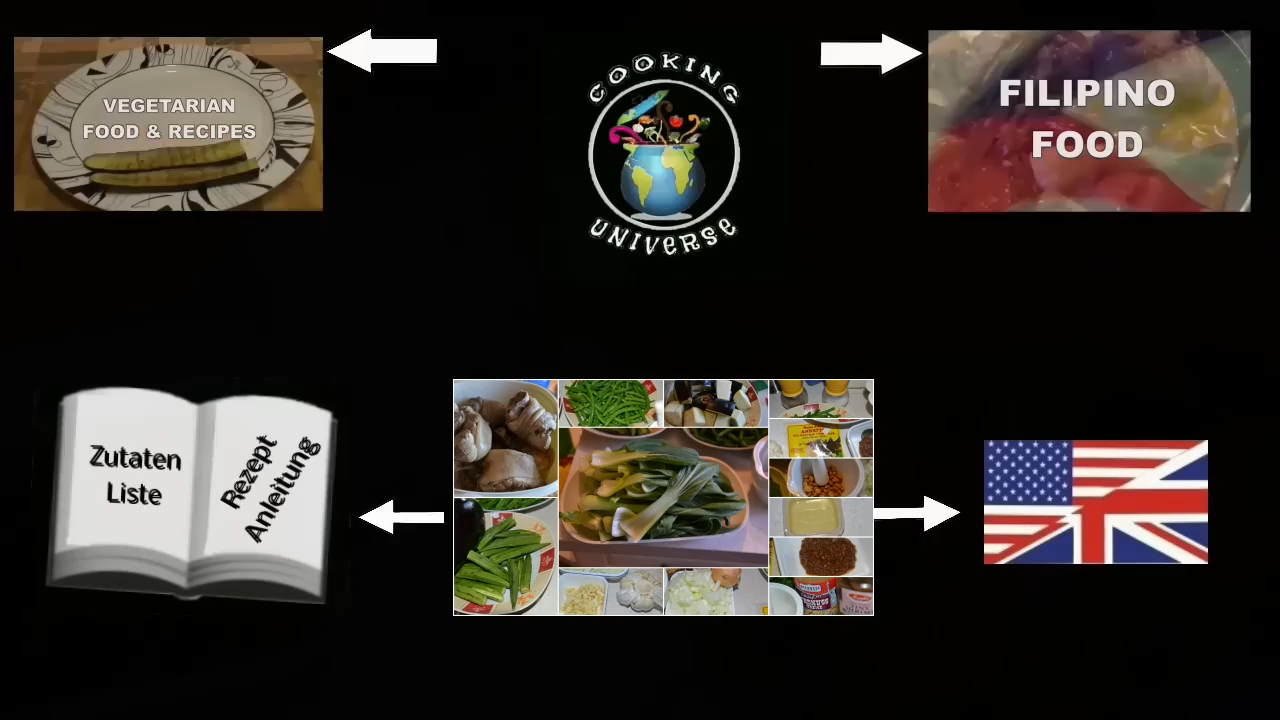 COOKING
UNIVERSE
VEGETARIAN
FOOD & RECIPES
FILIPINO
FOOD
Zutaten
Liste
Rezept
Anleitung